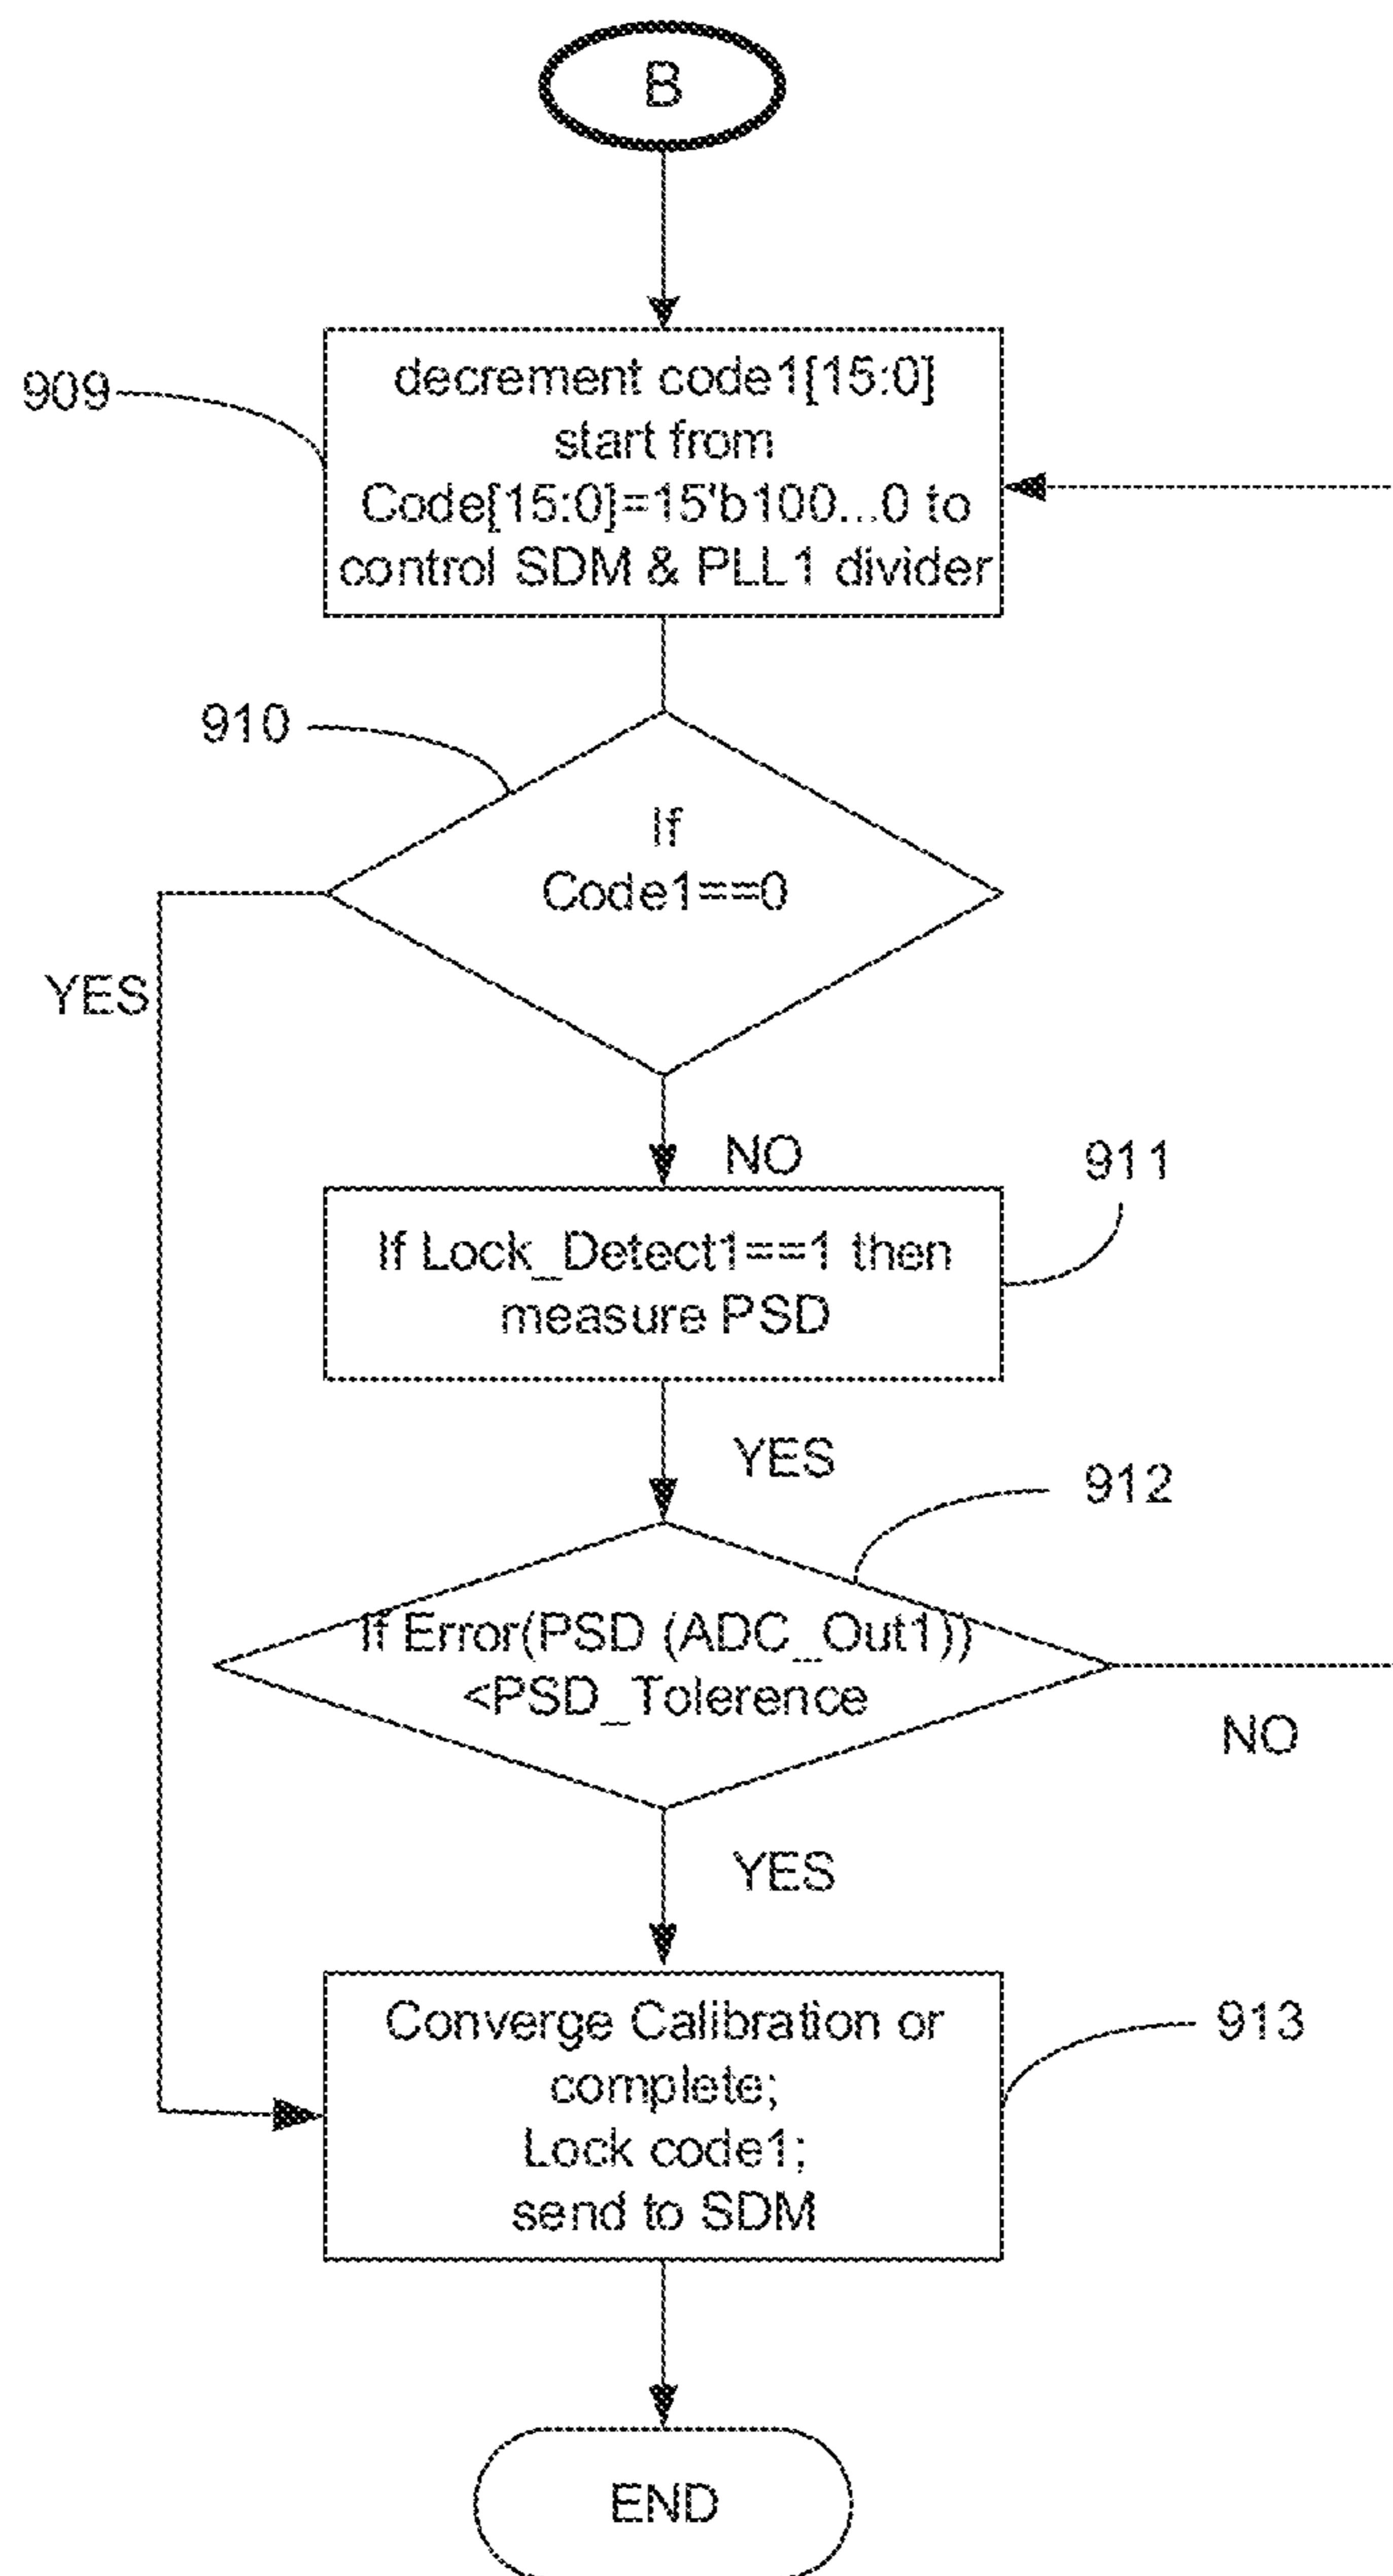 B
909
decrement code1[15:0]
start from
Code[15:0]=15'b100...0 to
control SDM & PLL1 divider
910
If
Code1==0
YES
NO
911
If Lock_Detect1==1 then
measure PSD
YES
912
If Error(PSD (ADC_Out1))
<PSD_Tolerence
NO
YES
Converge Calibration or
complete;
Lock code1;
send to SDM
913
END